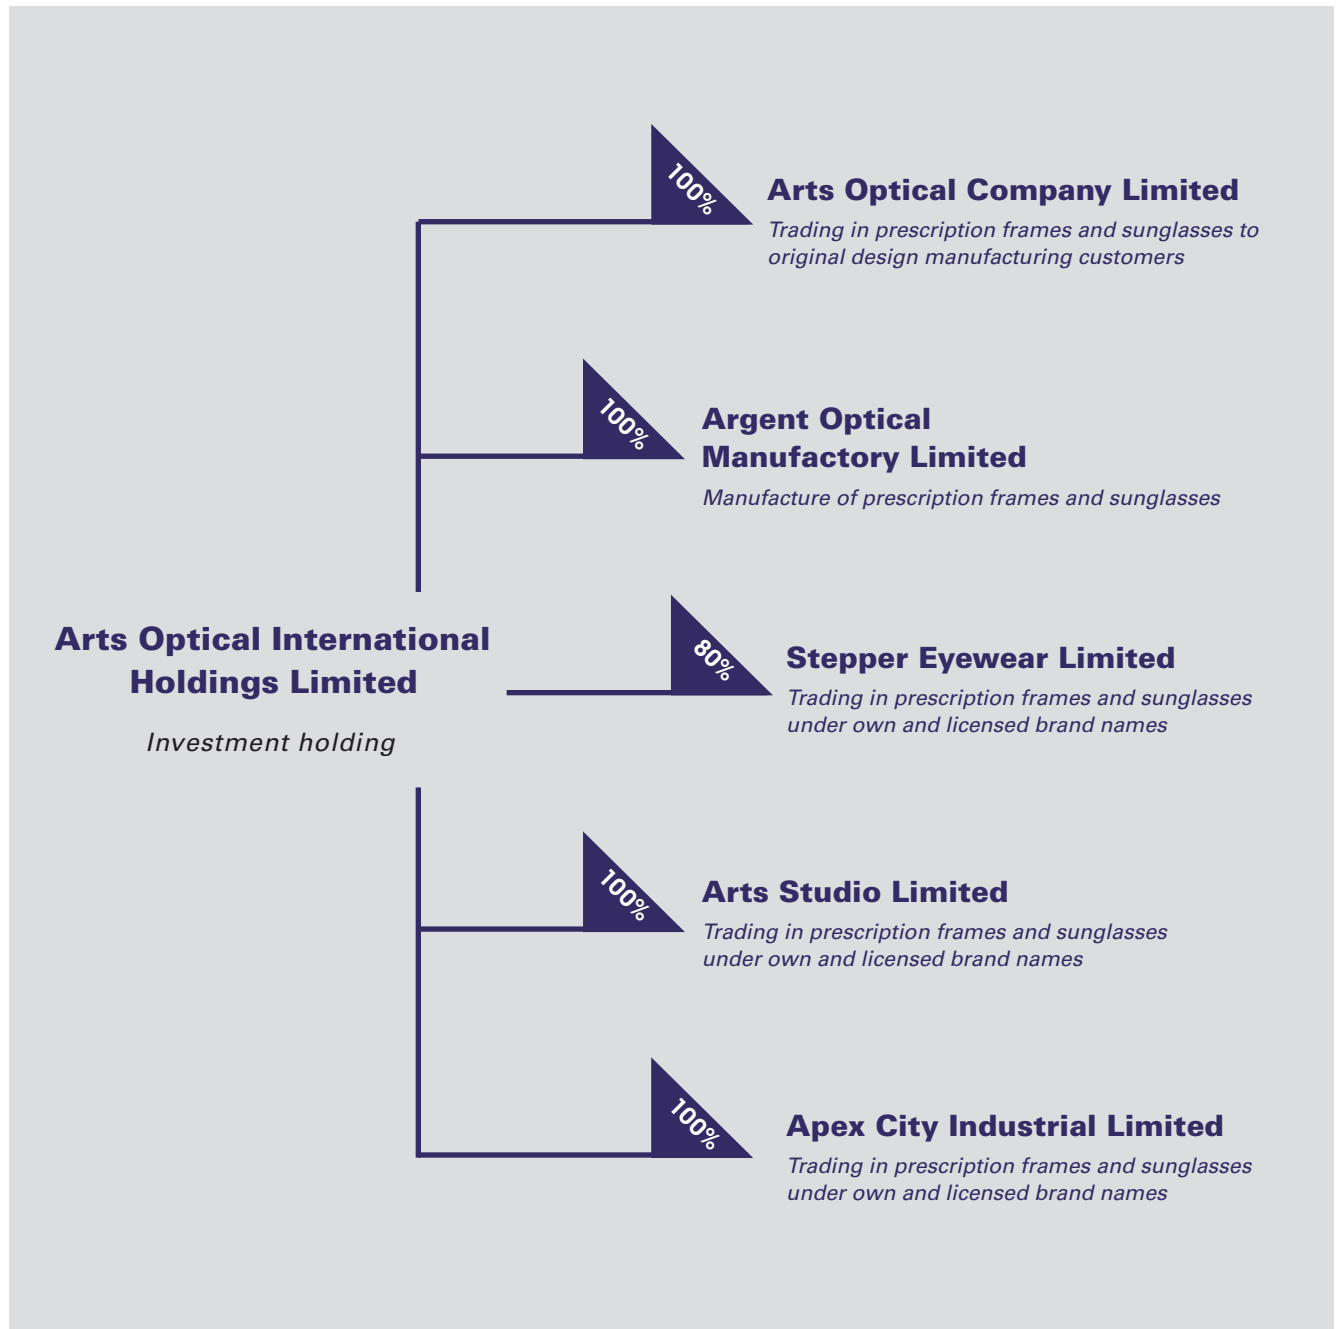 100%
Arts Optical Company Limited
Trading in prescription frames and sunglasses to
original design manufacturing customers
100%
Argent Optical
Manufactory Limited
Manufacture of prescription frames and sunglasses
Arts Optical International
Holdings Limited
Investment holding
80%
Stepper Eyewear Limited
Trading in prescription frames and sunglasses
under own and licensed brand names
100%
Arts Studio Limited
Trading in prescription frames and sunglasses
under own and licensed brand names
100%
Apex City Industrial Limited
Trading in prescription frames and sunglasses
under own and licensed brand names